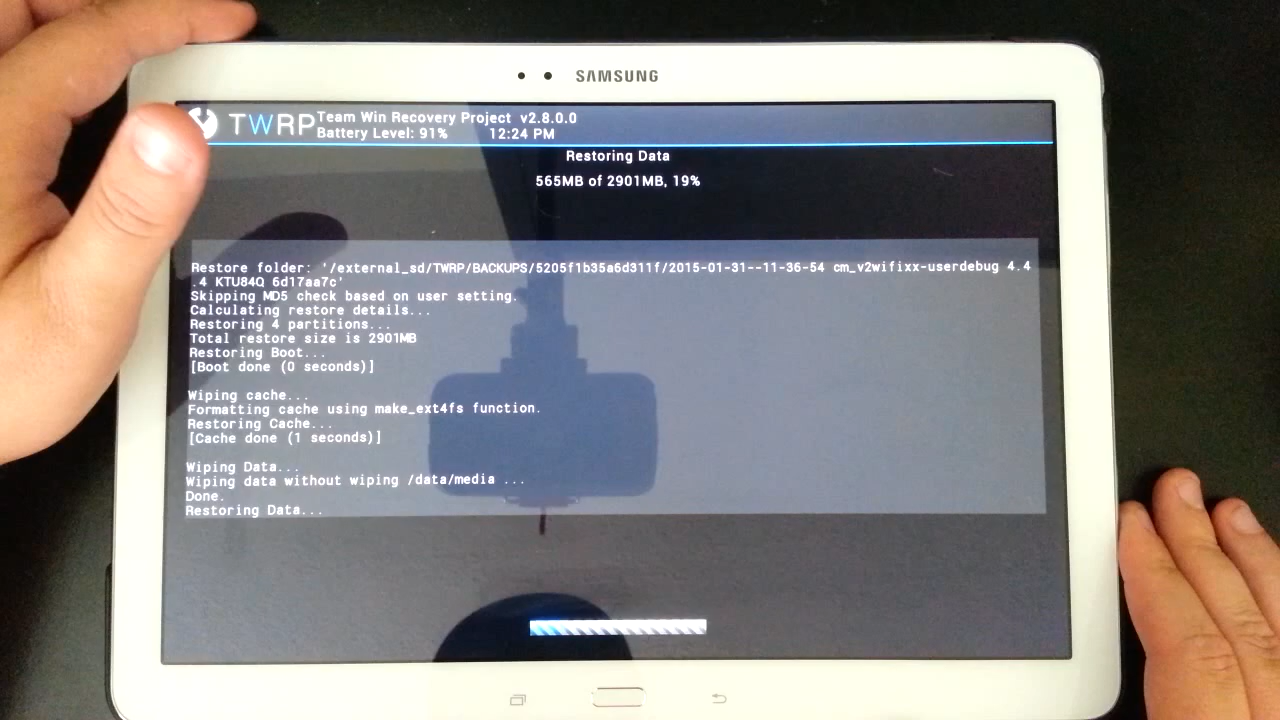 SAMSUNG
TWRP
Team Win Recovery Project v2.8.0.0
Battery Level: 91% 12:24 PM
Restoring Data
565MB of 2901MB, 19%
Restore folder: '/external_sd/TWRP/BACKUPS/5205f1b35a6d311f/2015-01-31--11-36-54 cm_v2wifixx-userdebug 4.4
.4 KTU84Q 6d17aa7c'
Skipping MD5 check based on user setting.
Calculating restore details...
Restoring 4 partitions...
Total restore size is 2901MB
Restoring Boot...
[Boot done (0 seconds)]
Wiping cache...
Formatting cache using make_ext4fs function.
Restoring Cache...
[Cache done (1 seconds)]
Wiping Data...
Wiping data without wiping /data/media ...
Done.
Restoring Data...